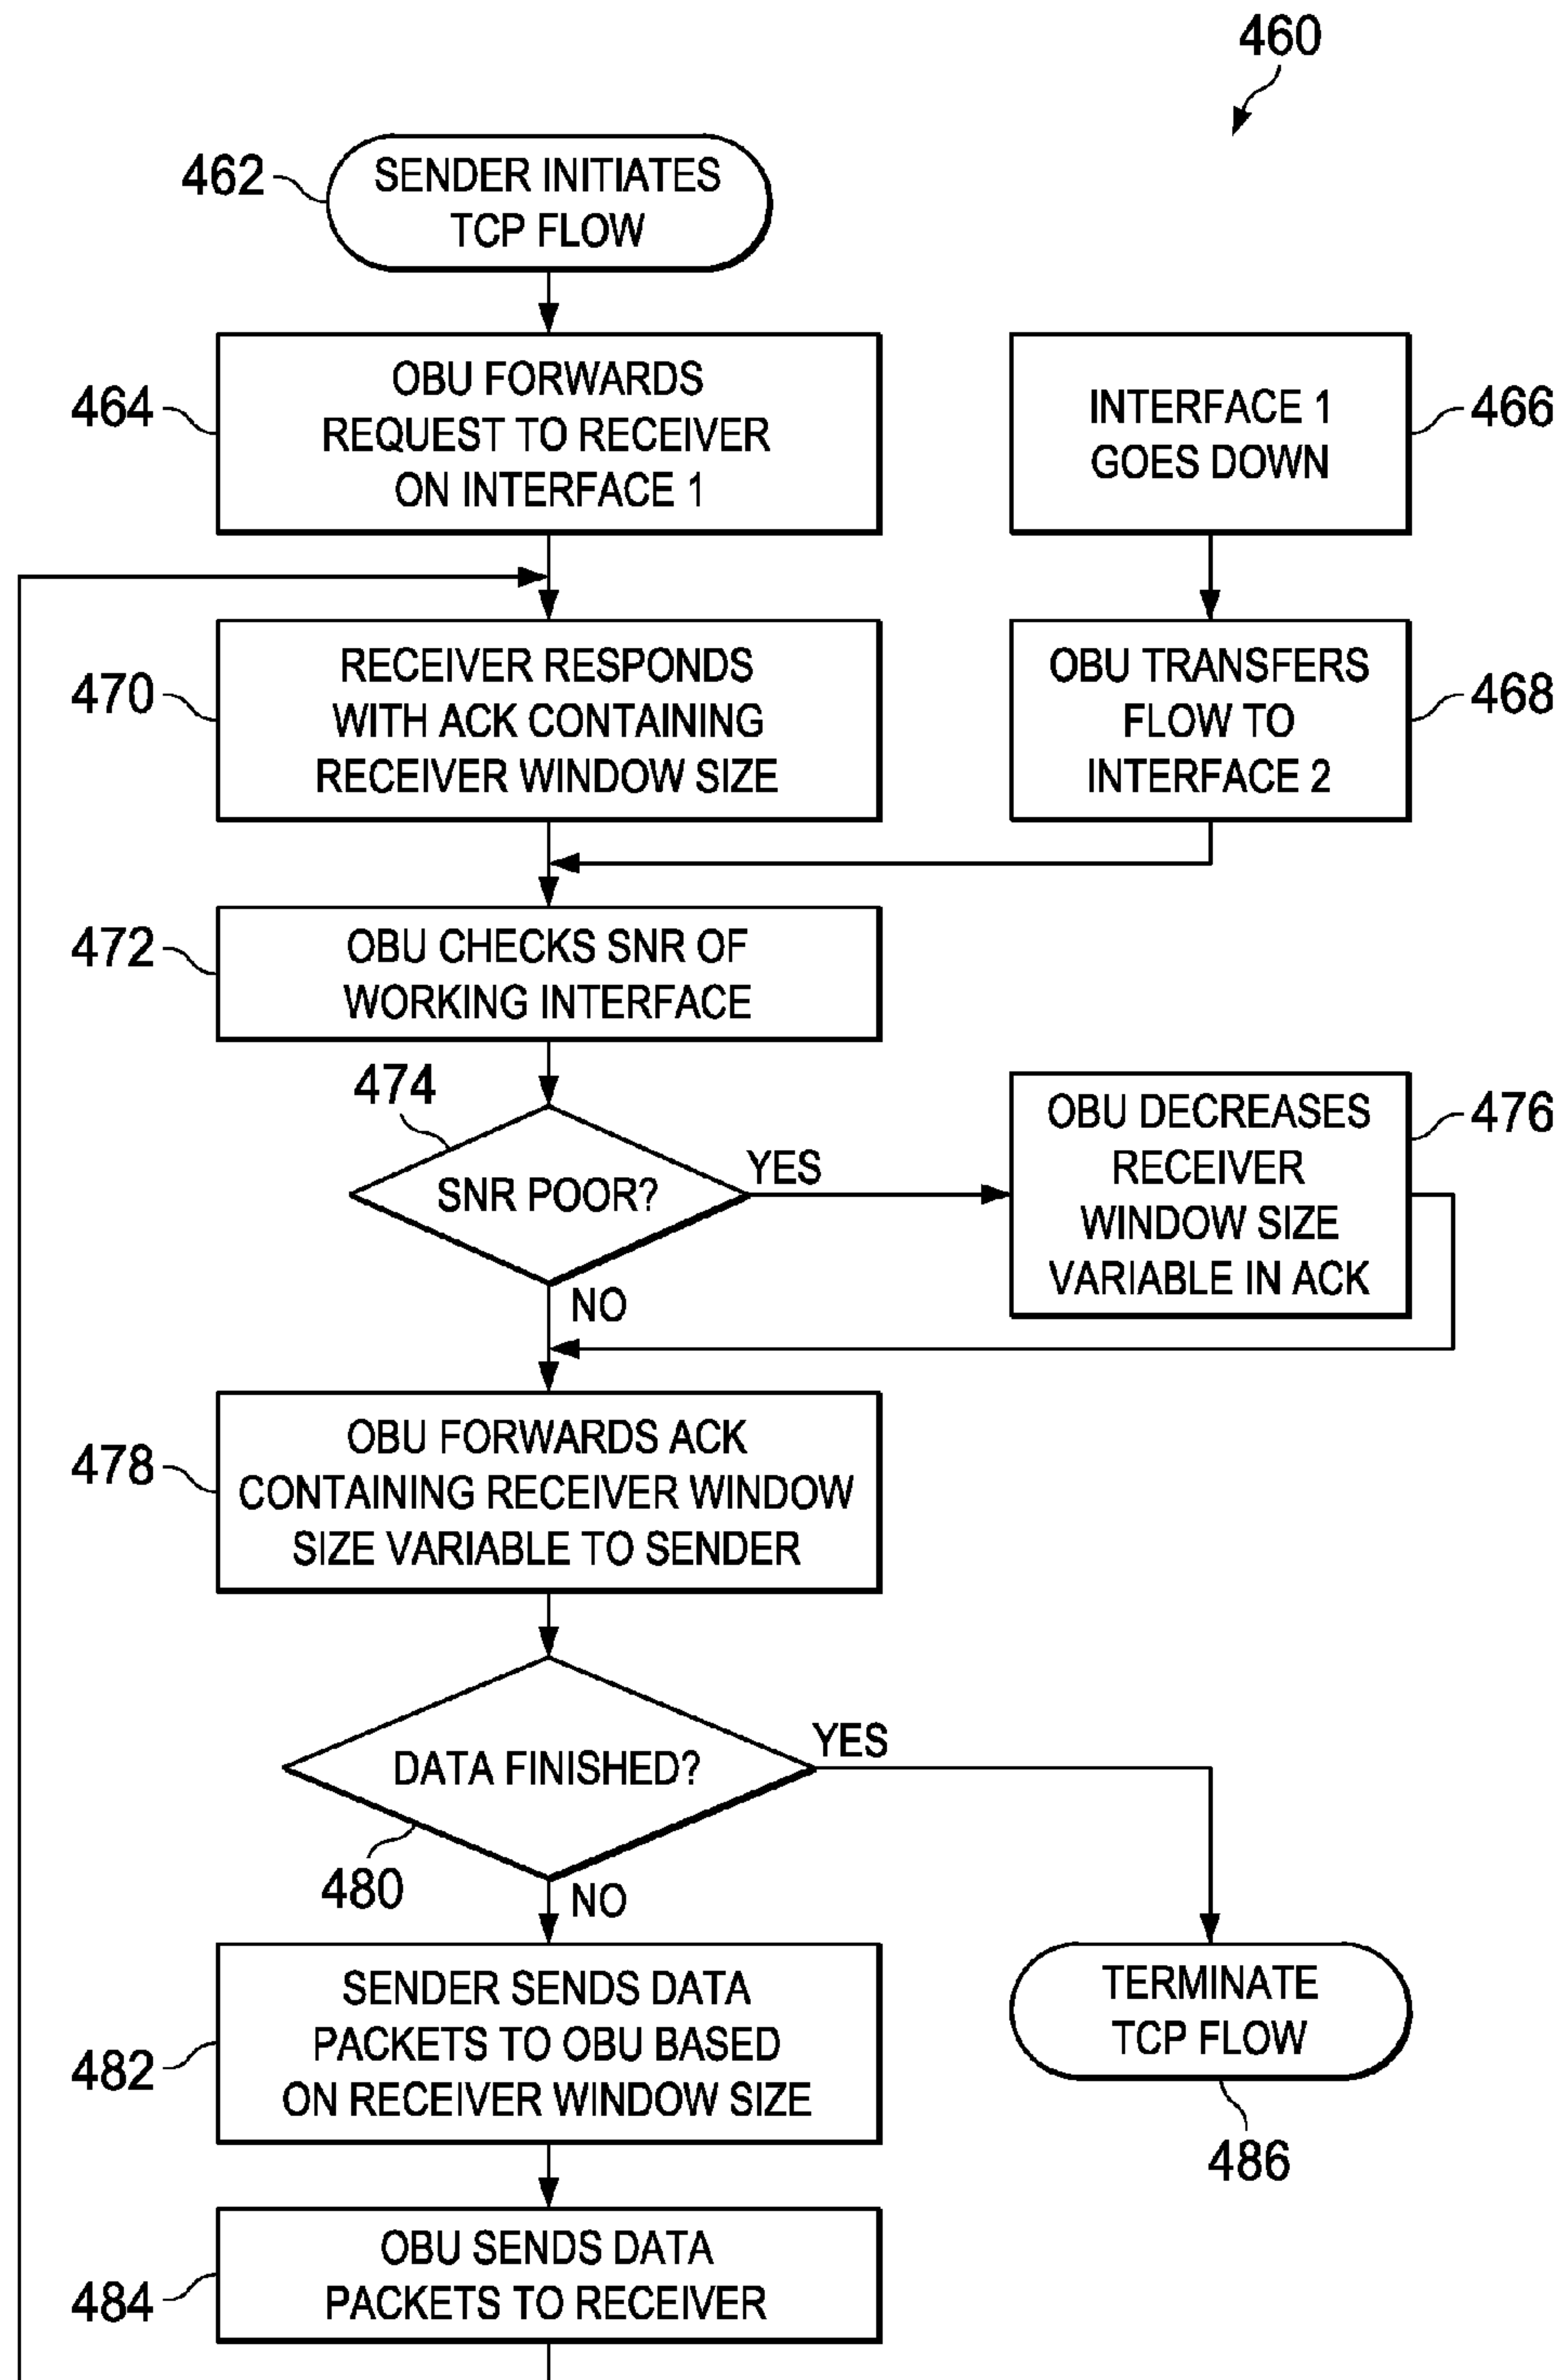 460
462
SENDER INITIATES
TCP FLOW
464
OBU FORWARDS
REQUEST TO RECEIVER
ON INTERFACE 1
INTERFACE 1
GOES DOWN
466
470
RECEIVER RESPONDS
WITH ACK CONTAINING
RECEIVER WINDOW SIZE
OBU TRANSFERS
FLOW TO
INTERFACE 2
468
472
OBU CHECKS SNR OF
WORKING INTERFACE
474
SNR POOR?
YES
NO
OBU DECREASES
RECEIVER
WINDOW SIZE
VARIABLE IN ACK
476
478
OBU FORWARDS ACK
CONTAINING RECEIVER WINDOW
SIZE VARIABLE TO SENDER
DATA FINISHED?
YES
480
NO
482
SENDER SENDS DATA
PACKETS TO OBU BASED
ON RECEIVER WINDOW SIZE
TERMINATE
TCP FLOW
486
484
OBU SENDS DATA
PACKETS TO RECEIVER